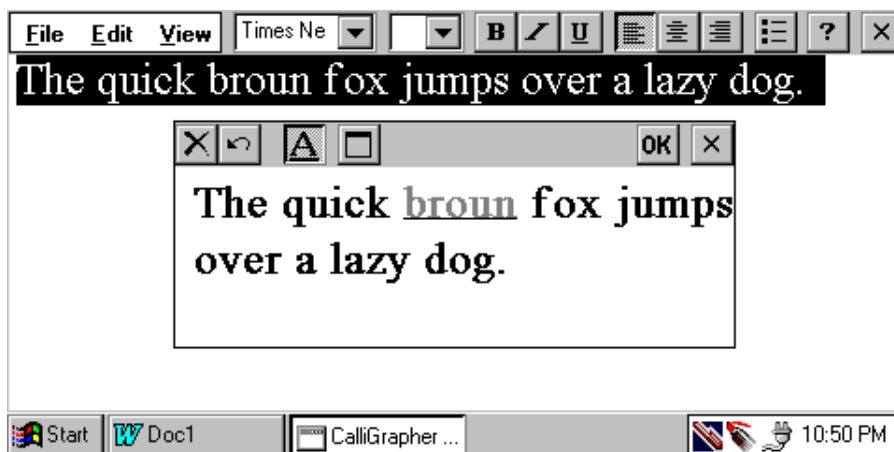 File Edit View Times Ne B I U ?
The quick broun fox jumps over a lazy dog.
A OK
The quick broun fox jumps
over a lazy dog.
Start Doc1 CalliGrapher ... 10:50 PM